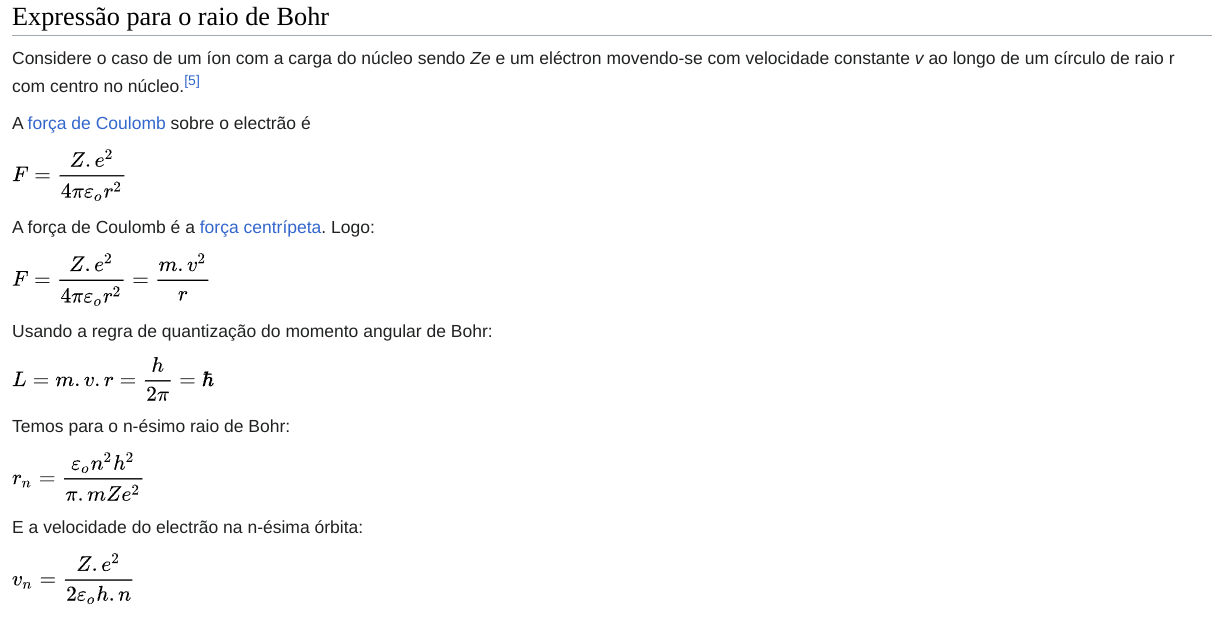 Expressão para o raio de Bohr
Considere o caso de um íon com a carga do núcleo sendo Ze e um eléctron movendo-se com velocidade constante v ao longo de um círculo de raio r
com centro no núcleo.[5]
A força de Coulomb sobre o electrão é
F = \frac{Z.e^2}{4\pi\varepsilon_o r^2}
A força de Coulomb é a força centrípeta. Logo:
F = \frac{Z.e^2}{4\pi\varepsilon_o r^2} = \frac{m.v^2}{r}
Usando a regra de quantização do momento angular de Bohr:
L = m.v.r = \frac{h}{2\pi} = \hbar
Temos para o n-ésimo raio de Bohr:
r_n = \frac{\varepsilon_o n^2 h^2}{\pi.mZe^2}
E a velocidade do electrão na n-ésima órbita:
v_n = \frac{Z.e^2}{2\varepsilon_o h.n}